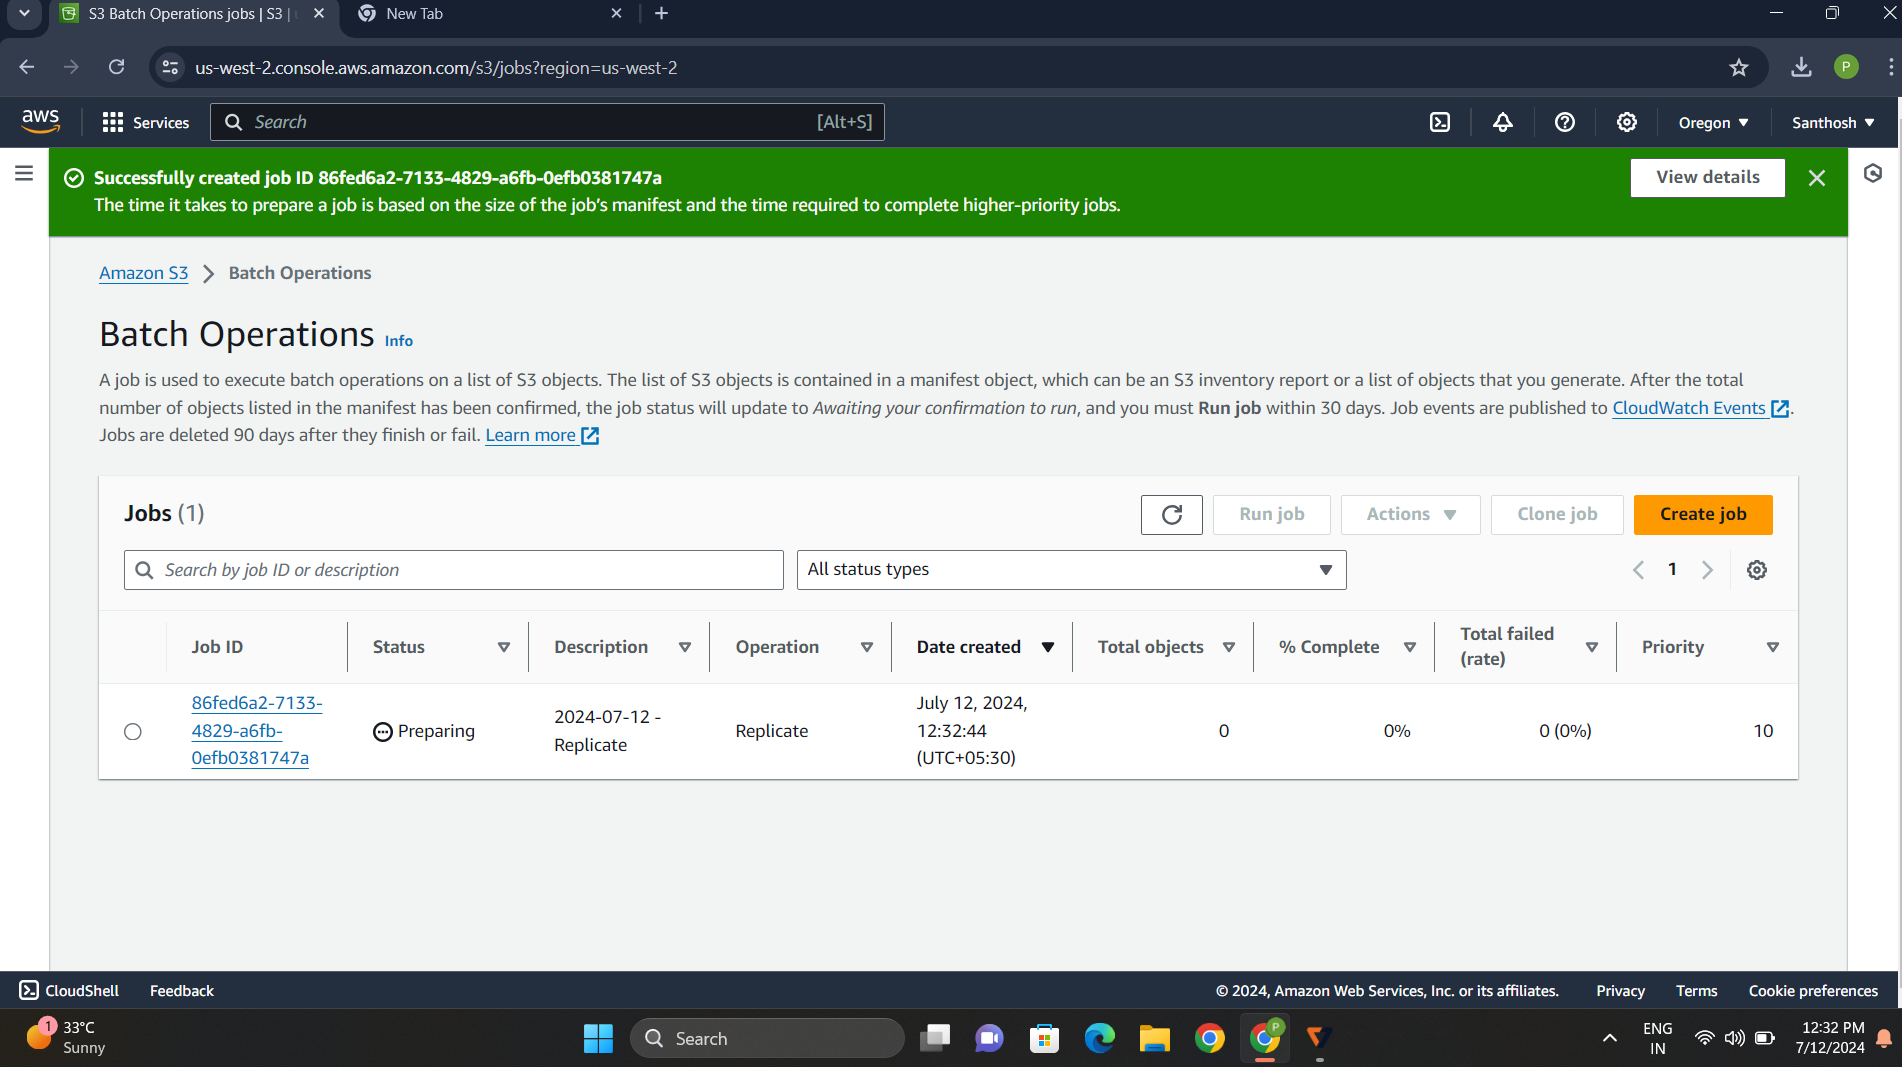 S3 Batch Operations jobs | S3 |
New Tab
us-west-2.console.aws.amazon.com/s3/jobs?region=us-west-2
P
aws
Services
Search
[Alt+S]
Oregon
Santhosh
Successfully created job ID 86fed6a2-7133-4829-a6fb-0efb0381747a
The time it takes to prepare a job is based on the size of the job's manifest and the time required to complete higher-priority jobs.
View details
Amazon S3
Batch Operations
Batch Operations Info
A job is used to execute batch operations on a list of S3 objects. The list of S3 objects is contained in a manifest object, which can be an S3 inventory report or a list of objects that you generate. After the total
number of objects listed in the manifest has been confirmed, the job status will update to Awaiting your confirmation to run, and you must Run job within 30 days. Job events are published to CloudWatch Events.
Jobs are deleted 90 days after they finish or fail. Learn more
Jobs (1)
Run job
Actions
Clone job
Create job
Search by job ID or description
All status types
1
Job ID
Status
Description
Operation
Date created
Total objects
% Complete
Total failed
(rate)
Priority
86fed6a2-7133-
4829-a6fb-
0efb0381747a
Preparing
2024-07-12 -
Replicate
Replicate
July 12, 2024,
12:32:44
(UTC+05:30)
0
0%
0 (0%)
10
CloudShell
Feedback
© 2024, Amazon Web Services, Inc. or its affiliates.
Privacy
Terms
Cookie preferences
1
33°C
Sunny
Search
P
ENG
IN
12:32 PM
7/12/2024